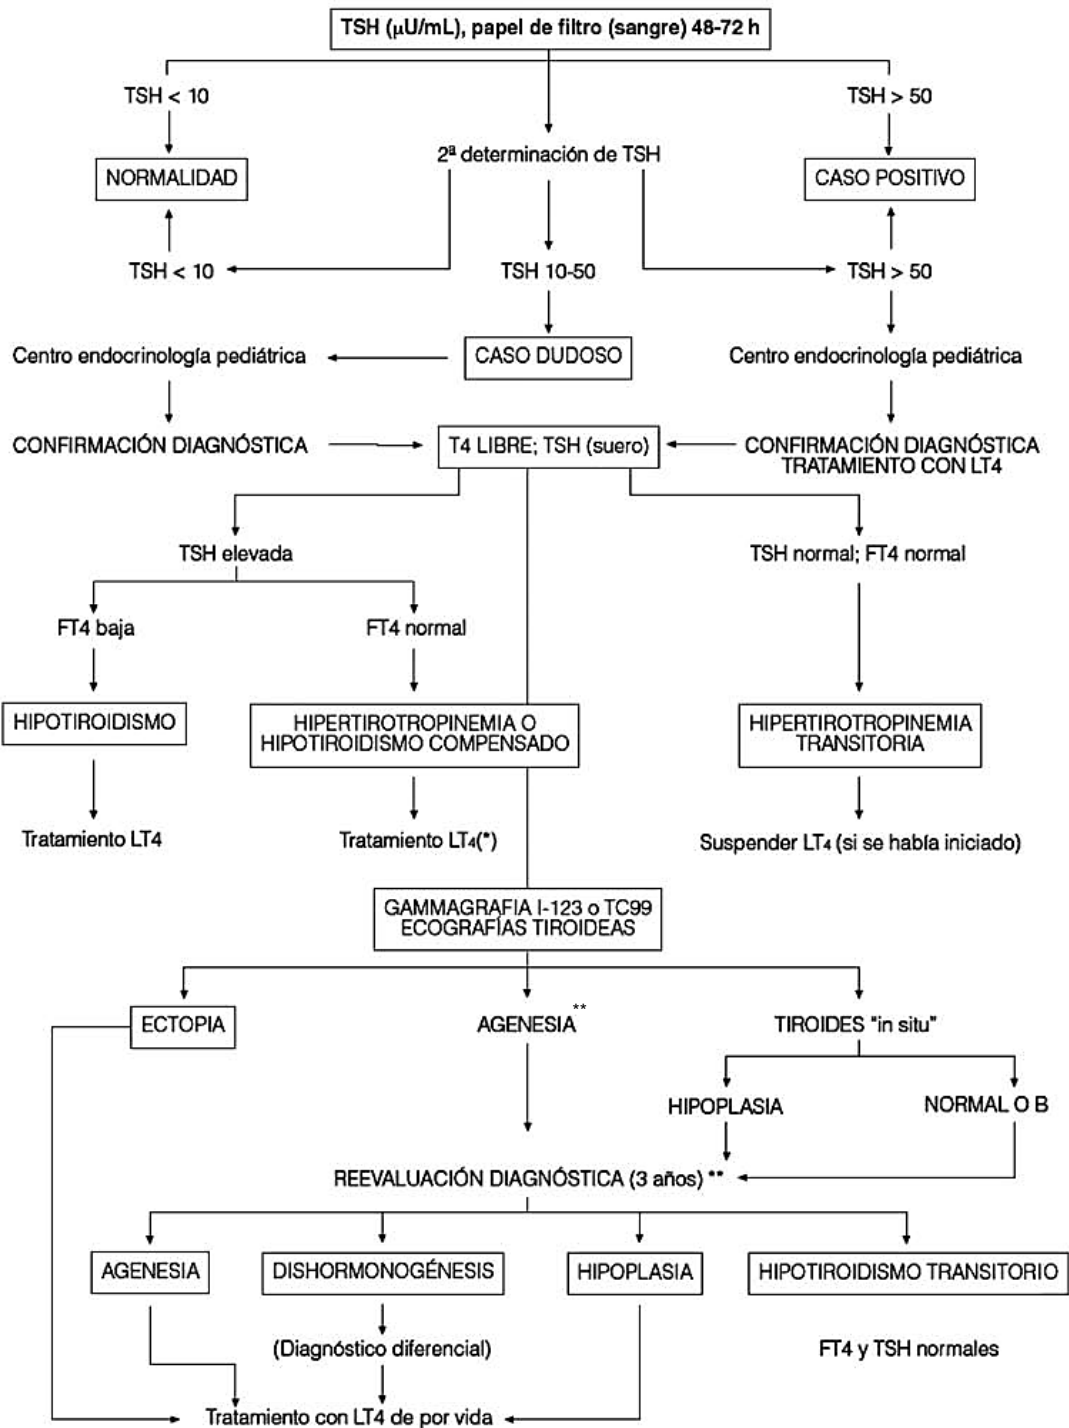 TSH (µU/mL), papel de filtro (sangre) 48-72 h
TSH < 10
TSH > 50
2ª determinación de TSH
NORMALIDAD
CASO POSITIVO
TSH < 10
TSH 10-50
TSH > 50
Centro endocrinología pediátrica
CASO DUDOSO
Centro endocrinología pediátrica
CONFIRMACIÓN DIAGNÓSTICA
T4 LIBRE; TSH (suero)
CONFIRMACIÓN DIAGNÓSTICA
TRATAMIENTO CON LT4
TSH elevada
TSH normal; FT4 normal
FT4 baja
FT4 normal
HIPOTIROIDISMO
HIPERTIROTROPINEMIA O
HIPOTIROIDISMO COMPENSADO
HIPERTIROTROPINEMIA
TRANSITORIA
Tratamiento LT4
Tratamiento LT4(*)
Suspender LT4 (si se había iniciado)
GAMMAGRAFIA I-123 o TC99
ECOGRAFÍAS TIROIDEAS
ECTOPIA
AGENESIA**
TIROIDES "in situ"
HIPOPLASIA
NORMAL O B
REEVALUACIÓN DIAGNÓSTICA (3 años) **
AGENESIA
DISHORMONOGÉNESIS
HIPOPLASIA
HIPOTIROIDISMO TRANSITORIO
(Diagnóstico diferencial)
FT4 y TSH normales
Tratamiento con LT4 de por vida